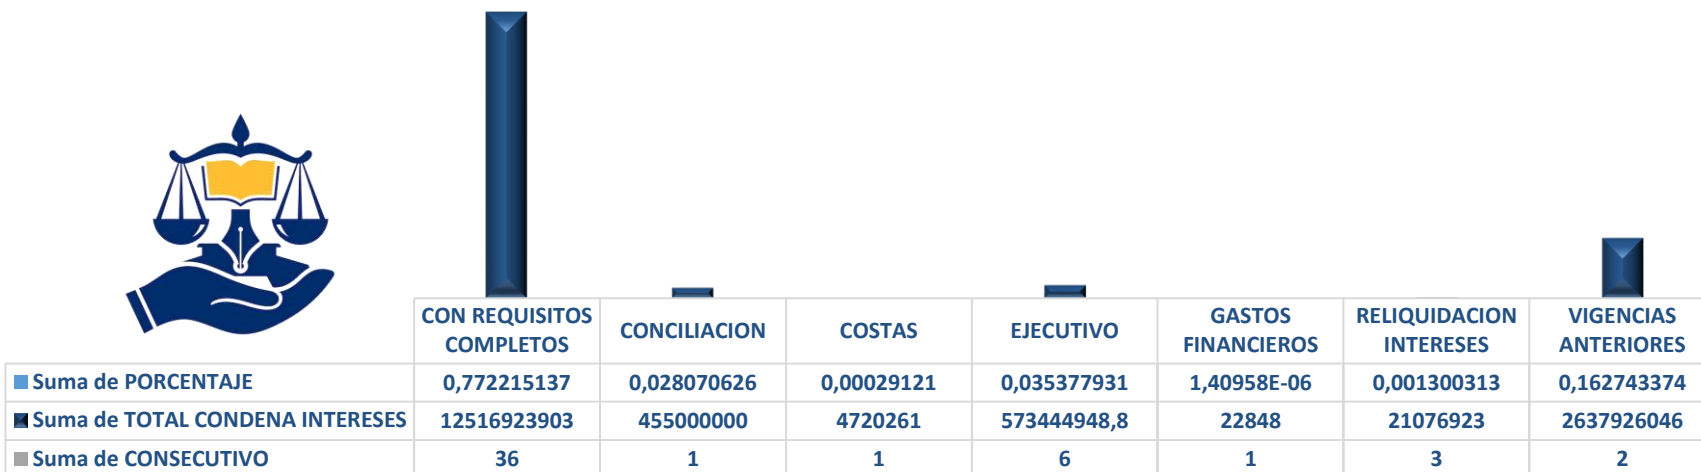 CON REQUISITOS COMPLETOS CONCILIACION COSTAS EJECUTIVO GASTOS FINANCIEROS RELIQUIDACION INTERESES VIGENCIAS ANTERIORES
Suma de PORCENTAJE 0,772215137 0,028070626 0,00029121 0,035377931 1,40958E-06 0,001300313 0,162743374
Suma de TOTAL CONDENA INTERESES 12516923903 455000000 4720261 573444948,8 22848 21076923 2637926046
Suma de CONSECUTIVO 36 1 1 6 1 3 2